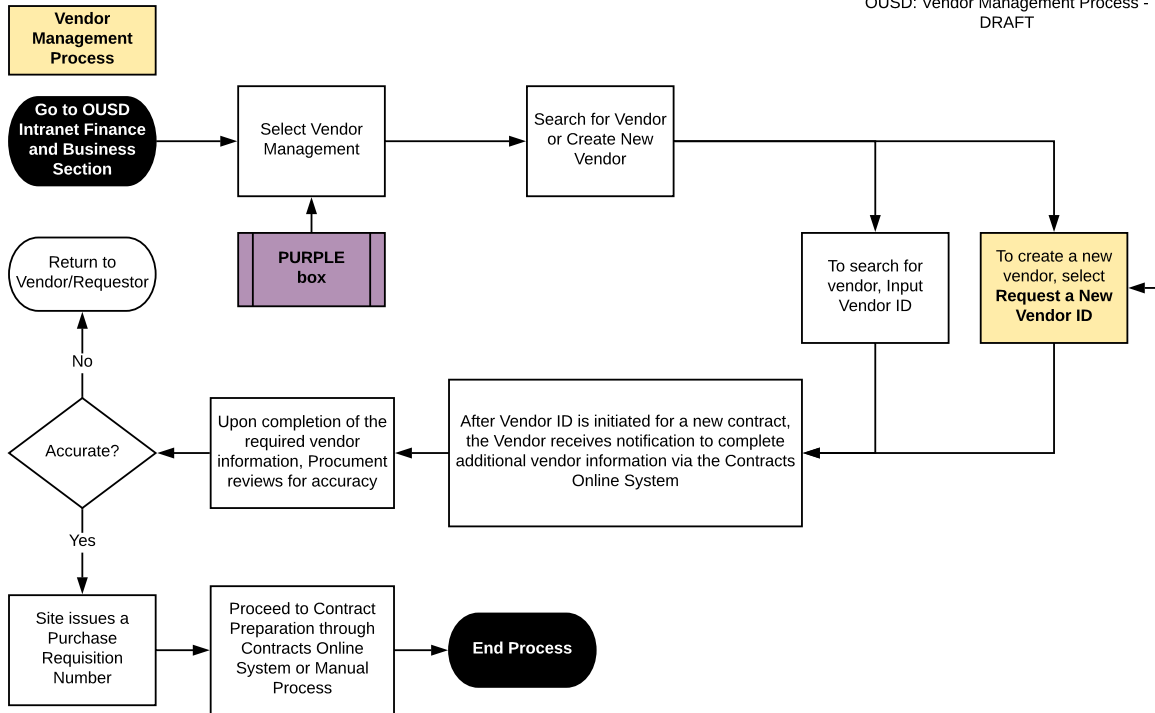 OUSD: Vendor Management Process -
DRAFT
Vendor
Management
Process
Go to OUSD
Intranet Finance
and Business
Section
Select Vendor
Management
Search for Vendor
or Create New
Vendor
PURPLE
box
To search for
vendor, Input
Vendor ID
To create a new
vendor, select
Request a New
Vendor ID
Return to
Vendor/Requestor
No
Accurate?
Upon completion of the
required vendor
information, Procument
reviews for accuracy
After Vendor ID is initiated for a new contract,
the Vendor receives notification to complete
additional vendor information via the Contracts
Online System
Yes
Site issues a
Purchase
Requisition
Number
Proceed to Contract
Preparation through
Contracts Online
System or Manual
Process
End Process